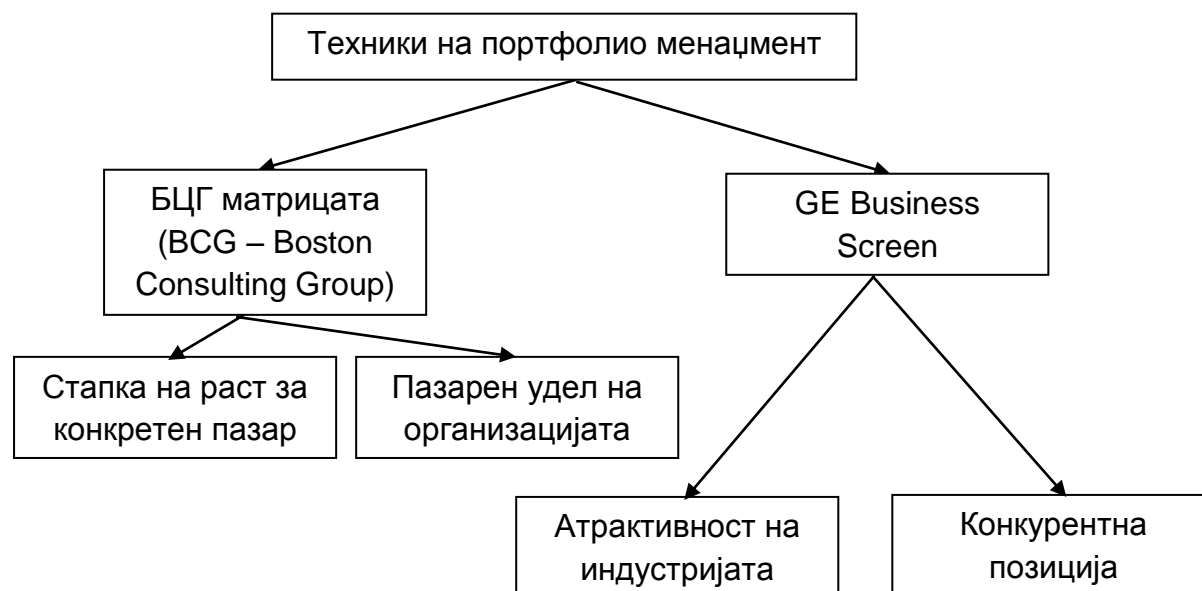 Техники на портфолио менаџмент
БЦГ матрицата
(BCG – Boston
Consulting Group)
GE Business
Screen
Стапка на раст за
конкретен пазар
Пазарен удел на
организацијата
Атрактивност на
индустријата
Конкурентна
позиција